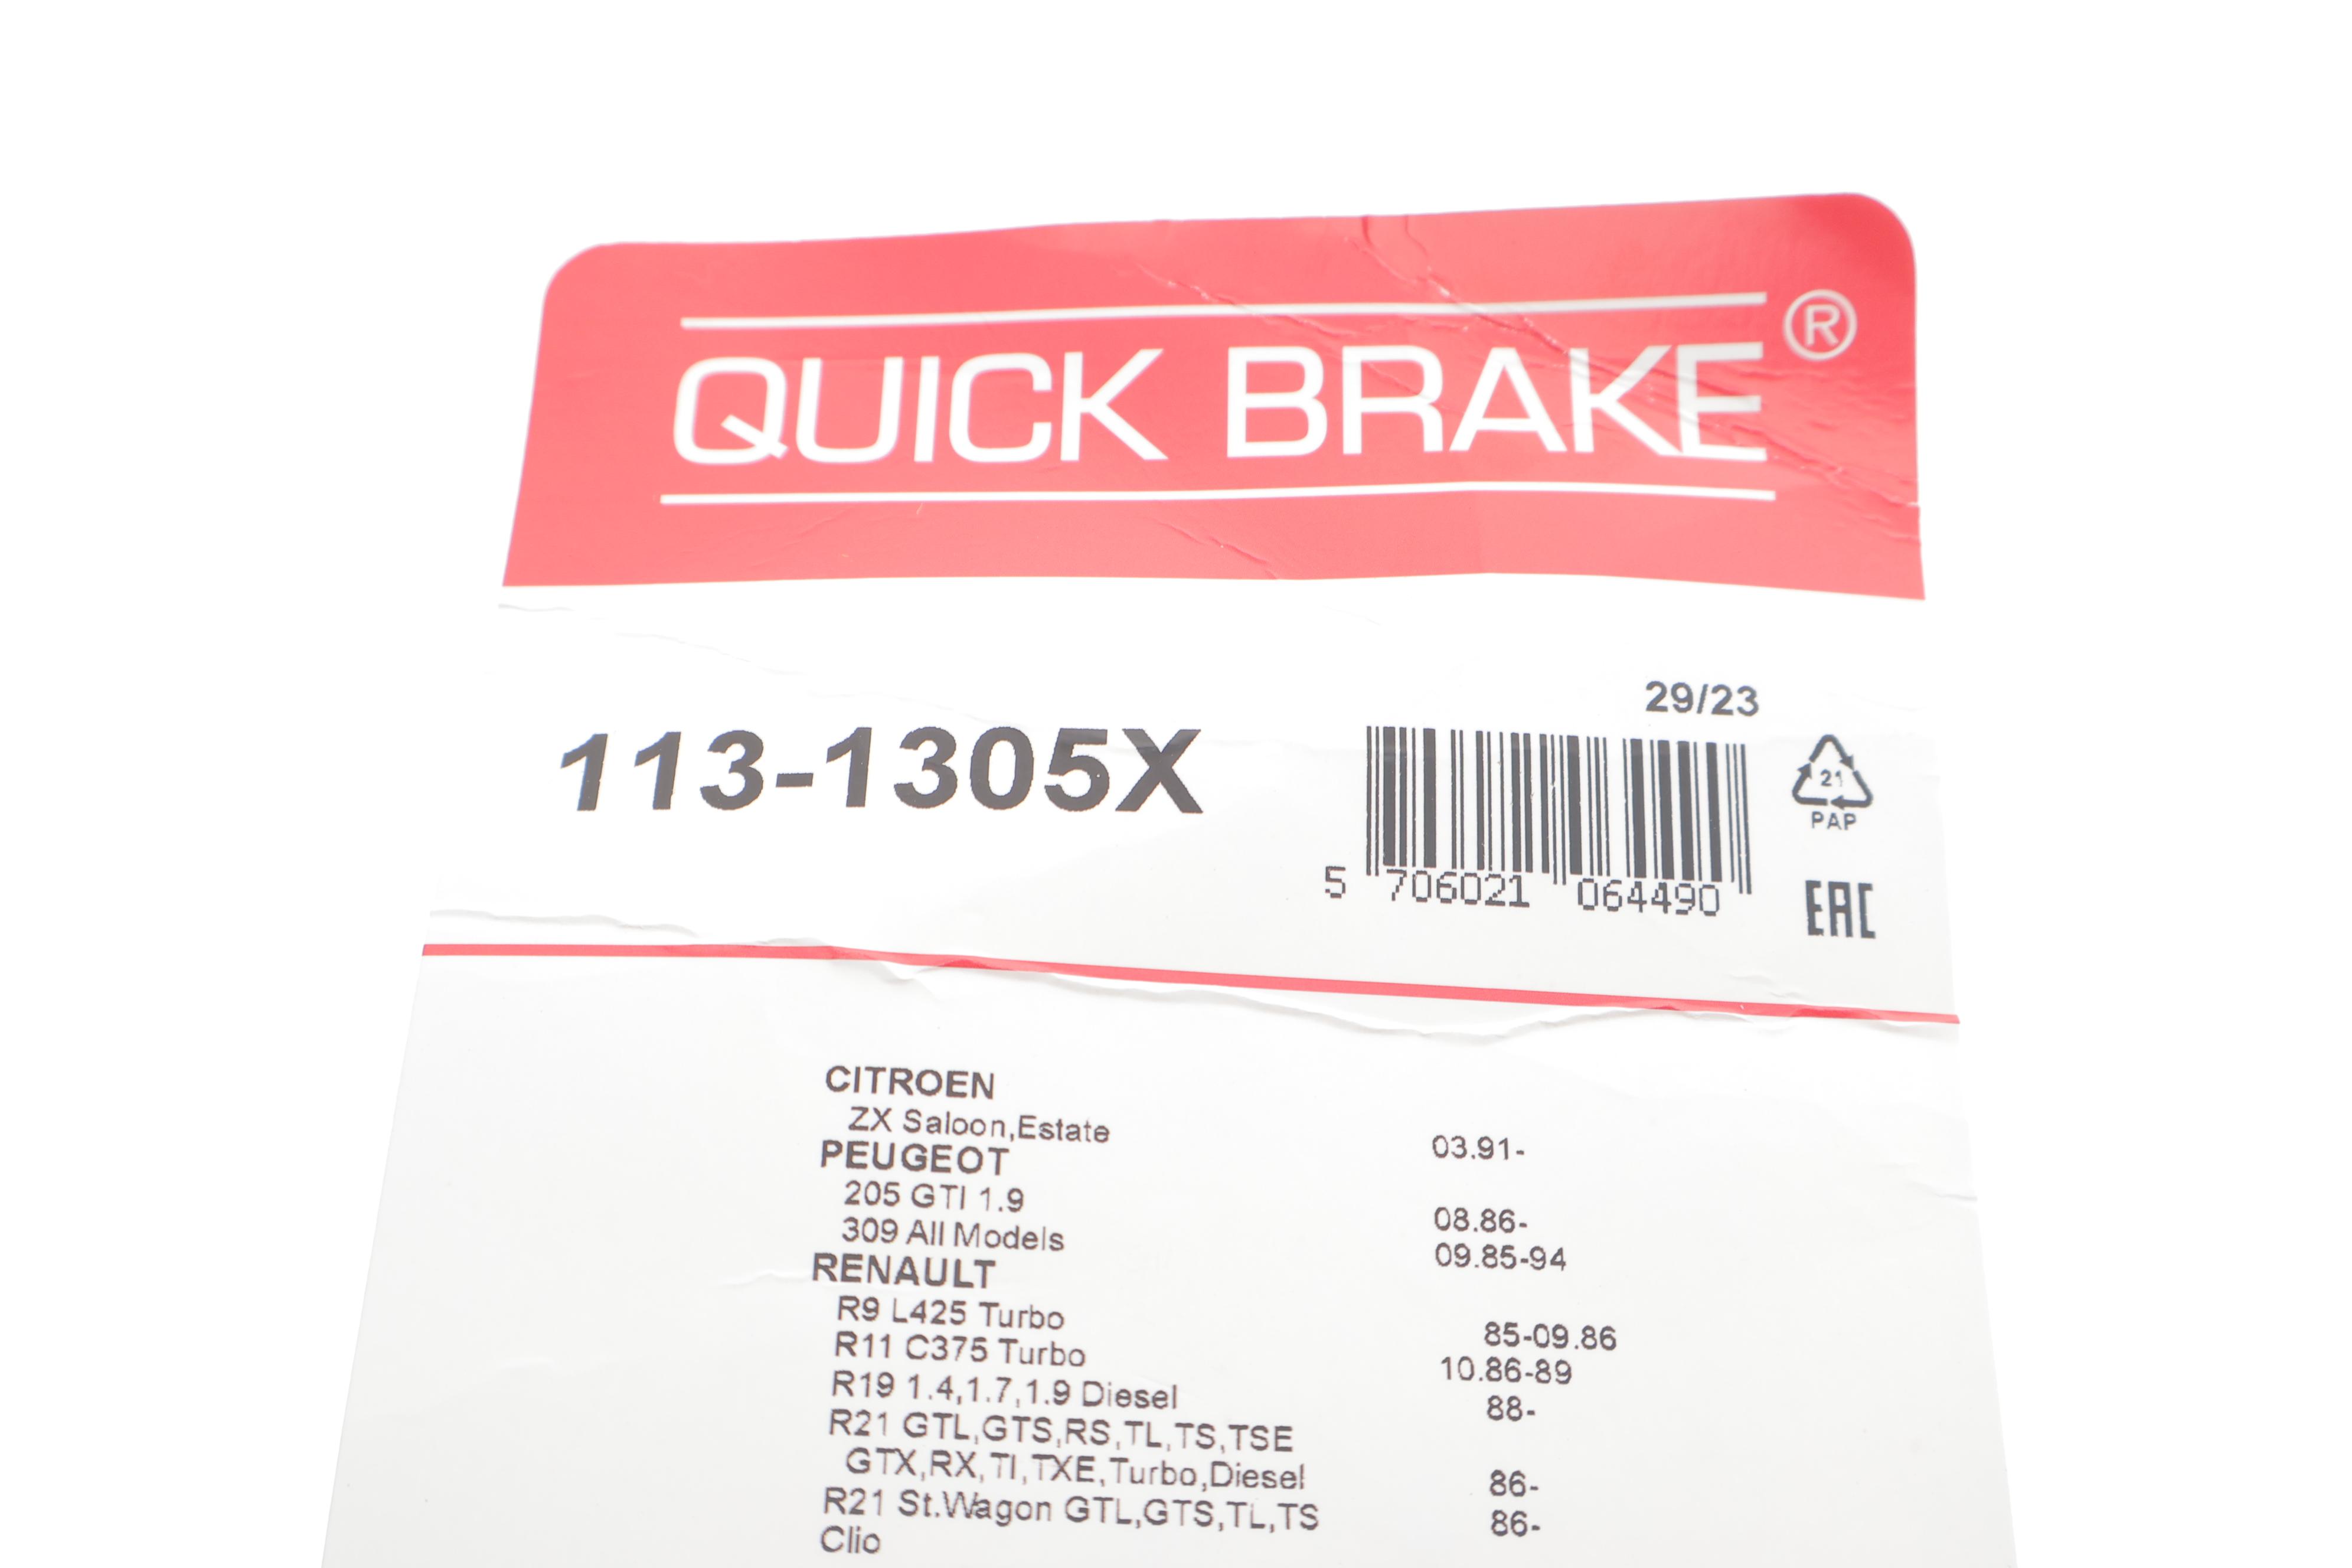 QUICK BRAKE®
29/23
113-1305X
21
PAP
5 706021 064490
EAC
CITROEN
ZX Saloon,Estate 03.91-
PEUGEOT
205 GTI 1.9 08.86-
309 All Models 09.85-94
RENAULT
R9 L425 Turbo 85-09.86
R11 C375 Turbo 10.86-89
R19 1.4,1.7,1.9 Diesel 88-
R21 GTL,GTS,RS,TL,TS,TSE
GTX,RX,TI,TXE,Turbo,Diesel 86-
R21 St.Wagon GTL,GTS,TL,TS 86-
Clio